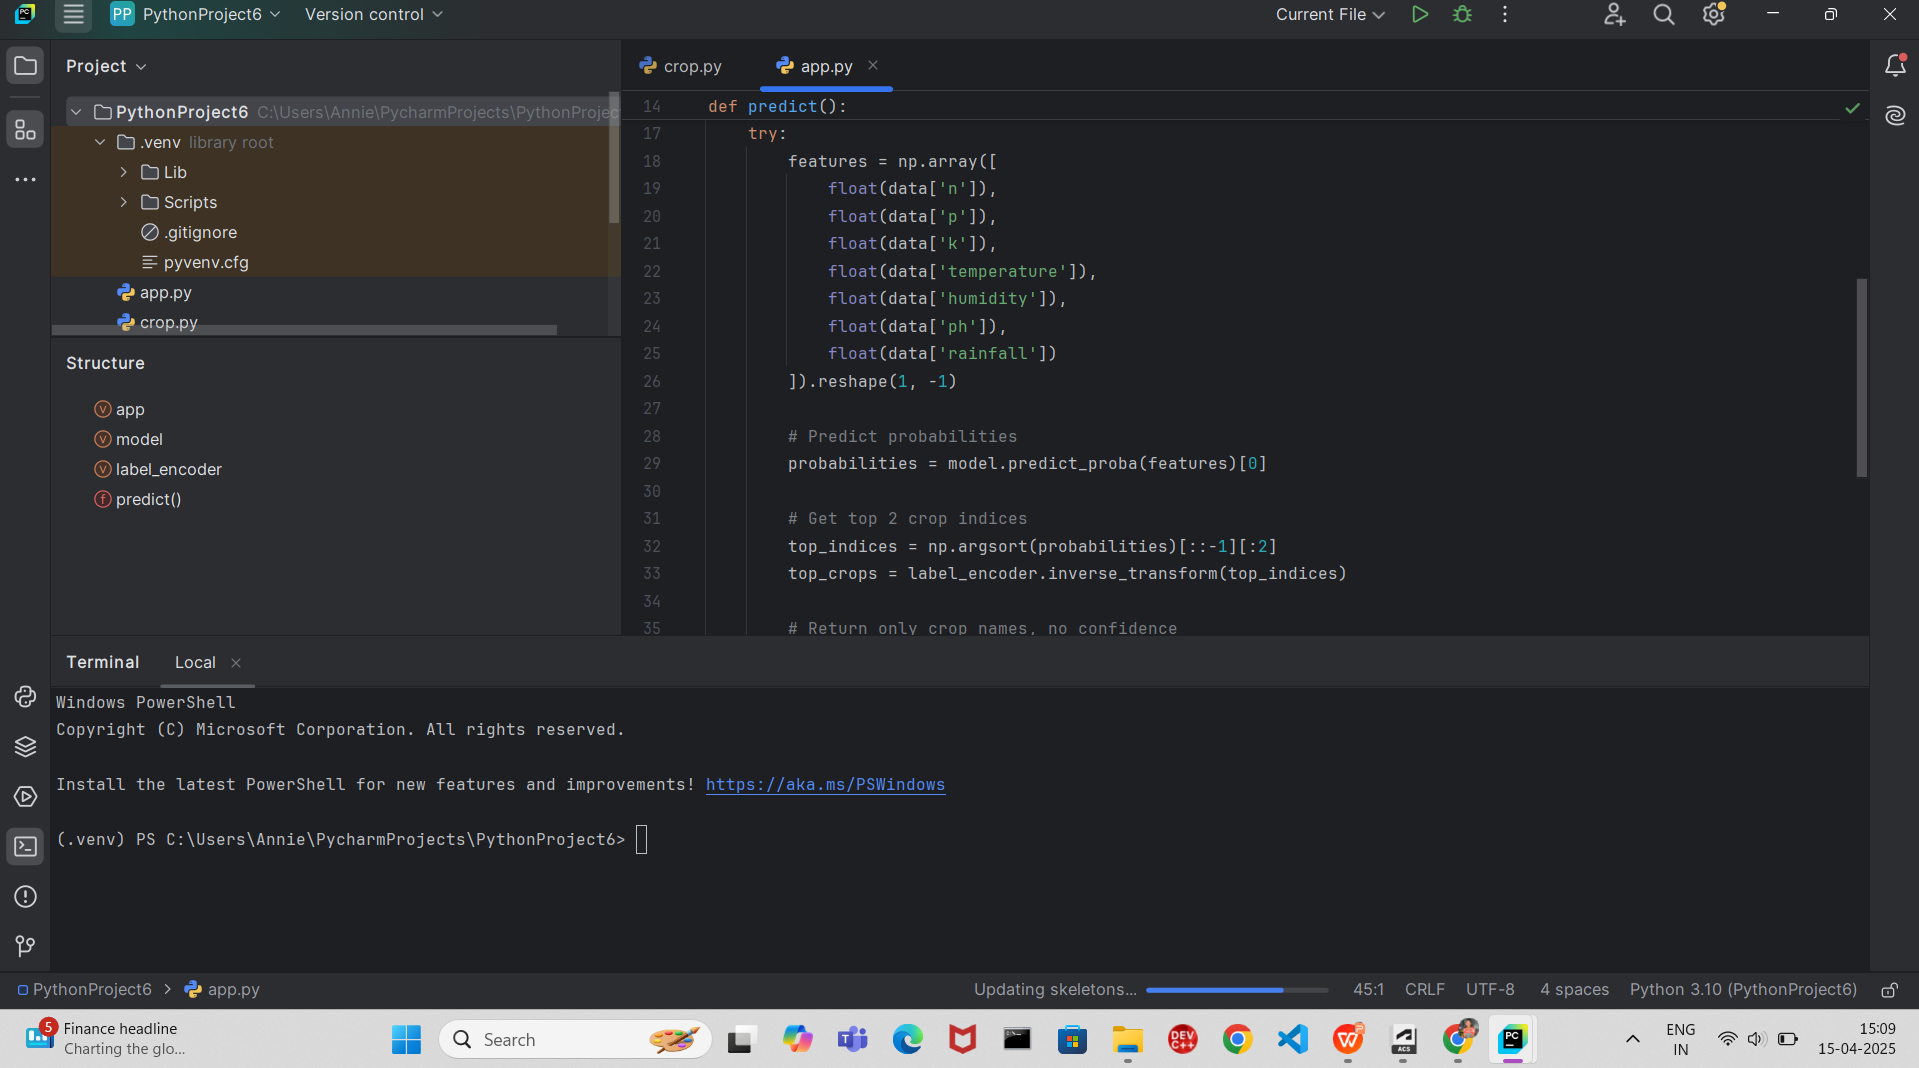 PC
PP PythonProject6 Version control Current File
Project
crop.py app.py
PythonProject6 C:\Users\Annie\PycharmProjects\PythonProjec
.venv library root
Lib
Scripts
.gitignore
pyvenv.cfg
app.py
crop.py
Structure
app
model
label_encoder
predict()
14 def predict():
17 try:
18 features = np.array([
19 float(data['n']),
20 float(data['p']),
21 float(data['k']),
22 float(data['temperature']),
23 float(data['humidity']),
24 float(data['ph']),
25 float(data['rainfall'])
26 ]).reshape(1, -1)
27
28 # Predict probabilities
29 probabilities = model.predict_proba(features)[0]
30
31 # Get top 2 crop indices
32 top_indices = np.argsort(probabilities)[::-1][:2]
33 top_crops = label_encoder.inverse_transform(top_indices)
34
35 # Return only crop names, no confidence
Terminal Local
Windows PowerShell
Copyright (C) Microsoft Corporation. All rights reserved.
Install the latest PowerShell for new features and improvements! https://aka.ms/PSWindows
(.venv) PS C:\Users\Annie\PycharmProjects\PythonProject6>
PythonProject6 > app.py Updating skeletons... 45:1 CRLF UTF-8 4 spaces Python 3.10 (PythonProject6)
5 Finance headline
Charting the glo...
Search
DEV C++
ACS
PC
ENG
IN
15:09
15-04-2025